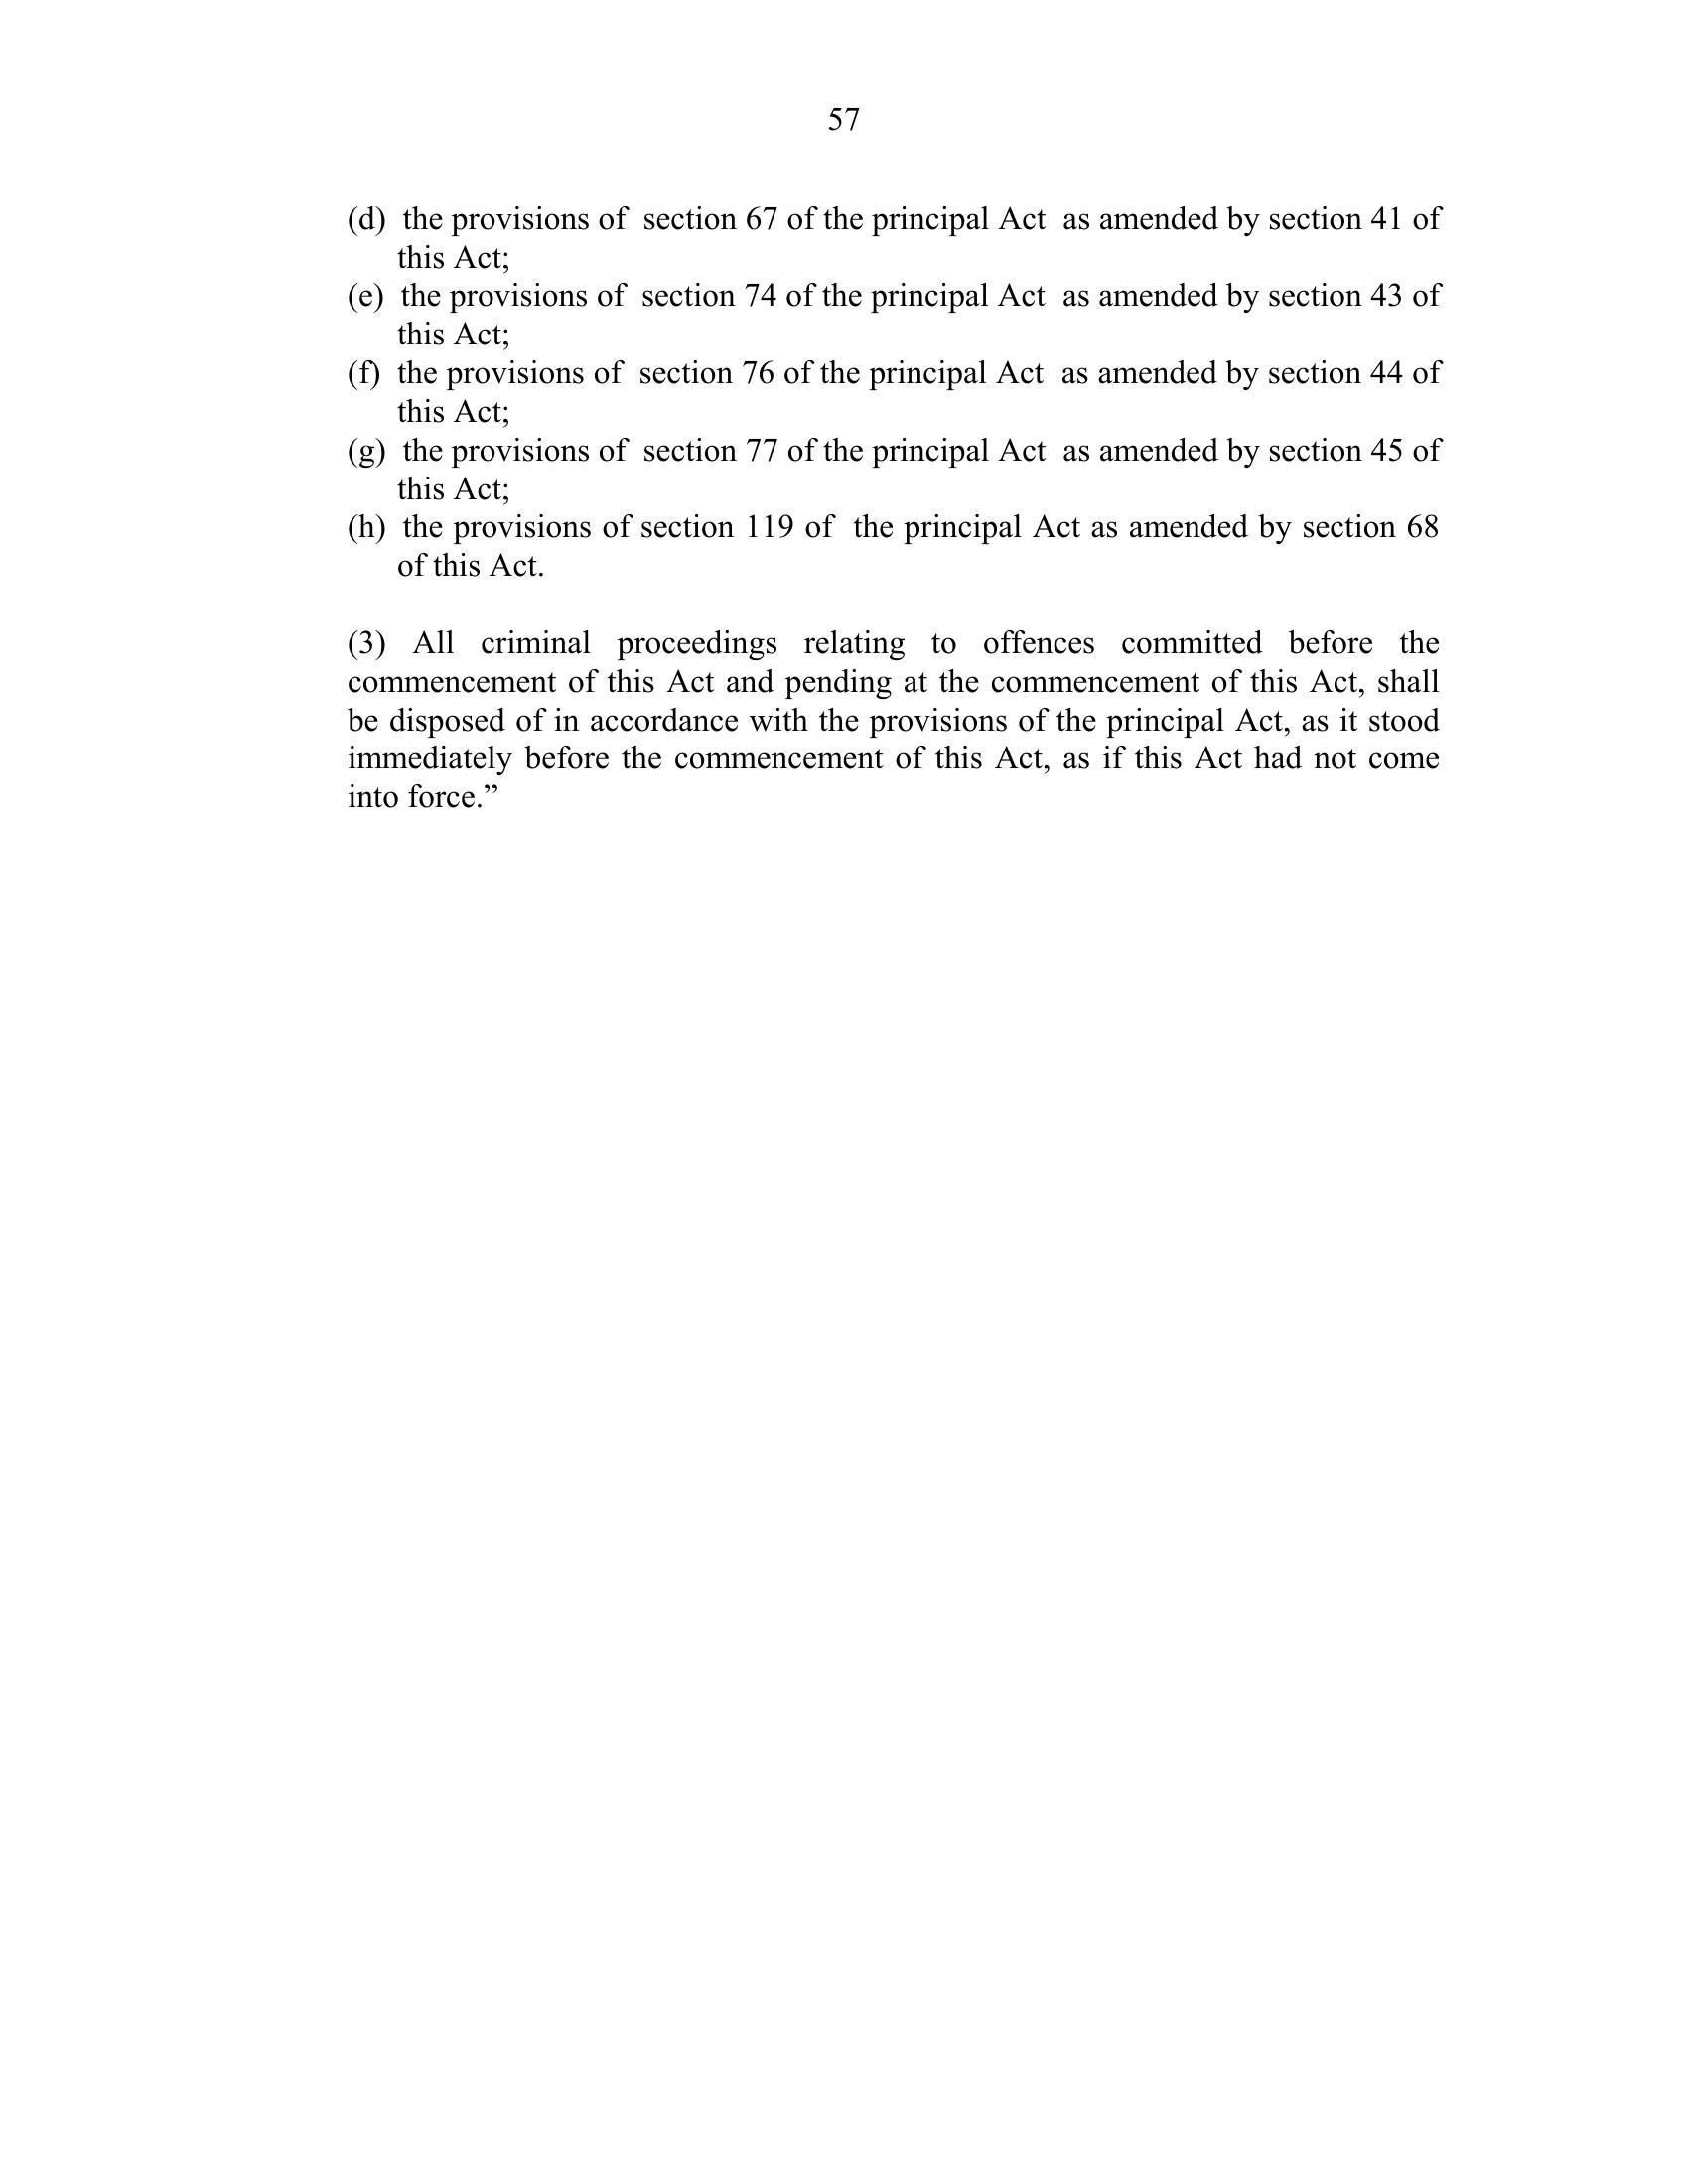 57
(d) the provisions of section 67 of the principal Act as amended by section 41 of
this Act;
(e) the provisions of section 74 of the principal Act as amended by section 43 of
this Act;
(f) the provisions of section 76 of the principal Act as amended by section 44 of
this Act;
(g) the provisions of section 77 of the principal Act as amended by section 45 of
this Act;
(h) the provisions of section 119 of the principal Act as amended by section 68
of this Act.
(3) All criminal proceedings relating to offences committed before the
commencement of this Act and pending at the commencement of this Act, shall
be disposed of in accordance with the provisions of the principal Act, as it stood
immediately before the commencement of this Act, as if this Act had not come
into force.”